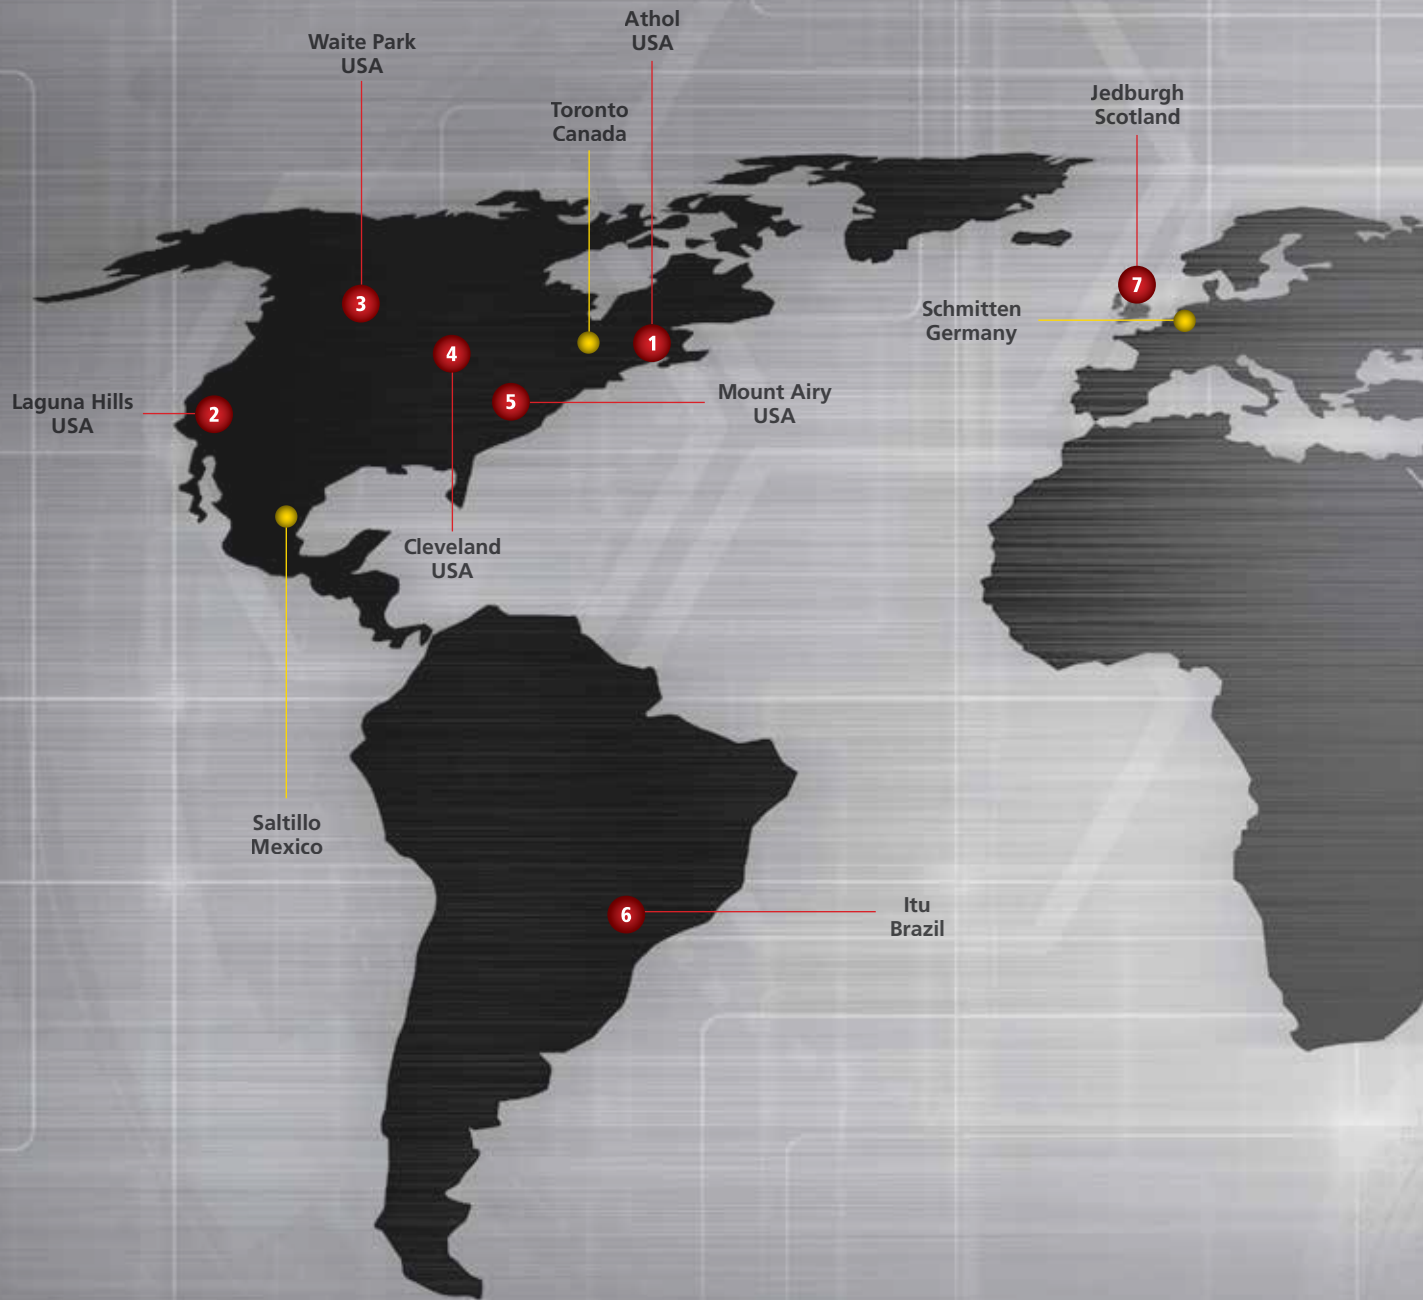 Athol
USA
Waite Park
USA
Jedburgh
Scotland
Toronto
Canada
7
3
Schmitten
Germany
1
4
Laguna Hills
USA
2
5
Mount Airy
USA
Cleveland
USA
Saltillo
Mexico
6
Itu
Brazil